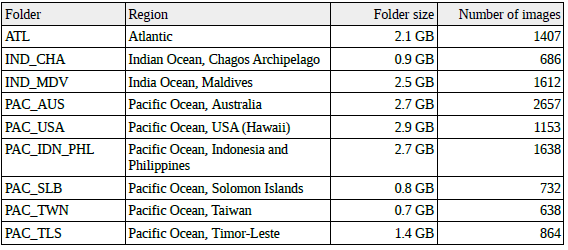 Folder Region Folder size Number of images
ATL Atlantic 2.1 GB 1407
IND_CHA Indian Ocean, Chagos Archipelago 0.9 GB 686
IND_MDV India Ocean, Maldives 2.5 GB 1612
PAC_AUS Pacific Ocean, Australia 2.7 GB 2657
PAC_USA Pacific Ocean, USA (Hawaii) 2.9 GB 1153
PAC_IDN_PHL Pacific Ocean, Indonesia and 2.7 GB 1638
Philippines
PAC_SLB Pacific Ocean, Solomon Islands 0.8 GB 732
PAC_TWN Pacific Ocean, Taiwan 0.7 GB 638
PAC_TLS Pacific Ocean, Timor-Leste 1.4 GB 864